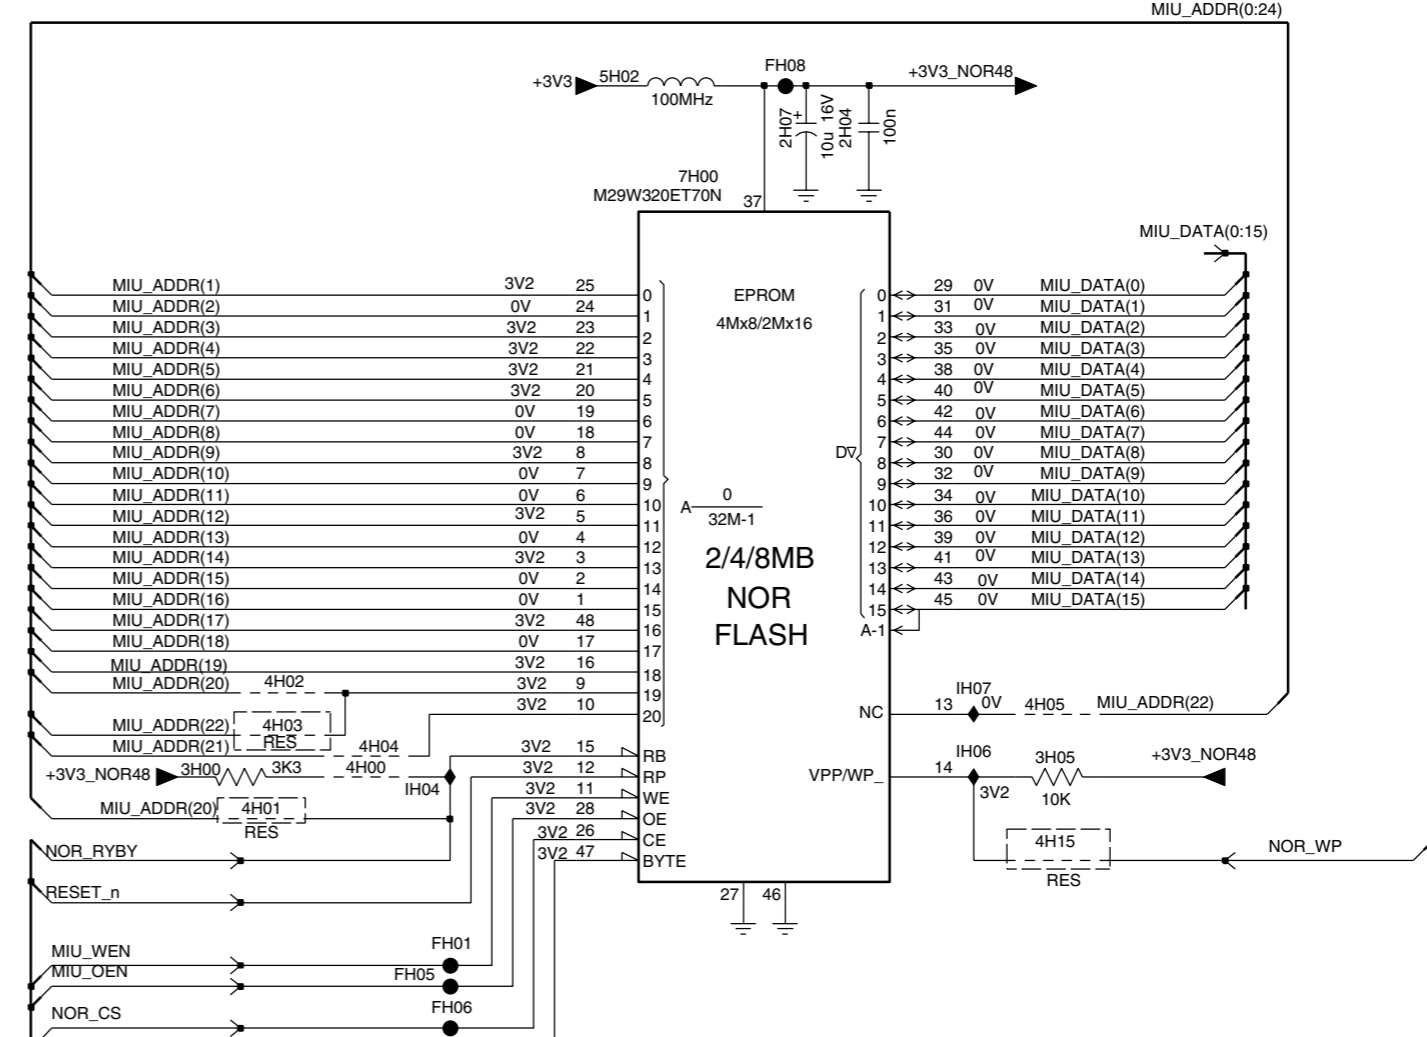 MIU_ADDR(0:24)
+3V3 5H02 100MHz FH08 +3V3_NOR48
2H07 + 10u 16V 2H04 100n
7H00
M29W320ET70N 37
MIU_DATA(0:15)
EPROM
4Mx8/2Mx16
MIU_ADDR(1) 3V2 25 0 0 29 0V MIU_DATA(0)
MIU_ADDR(2) 0V 24 1 1 31 0V MIU_DATA(1)
MIU_ADDR(3) 3V2 23 2 2 33 0V MIU_DATA(2)
MIU_ADDR(4) 3V2 22 3 3 35 0V MIU_DATA(3)
MIU_ADDR(5) 3V2 21 4 4 38 0V MIU_DATA(4)
MIU_ADDR(6) 3V2 20 5 5 40 0V MIU_DATA(5)
MIU_ADDR(7) 0V 19 6 6 42 0V MIU_DATA(6)
MIU_ADDR(8) 0V 18 7 7 44 0V MIU_DATA(7)
D
MIU_ADDR(9) 3V2 8 8 8 30 0V MIU_DATA(8)
MIU_ADDR(10) 0V 7 9 9 32 0V MIU_DATA(9)
MIU_ADDR(11) 0V 6 10 10 34 0V MIU_DATA(10)
A 0
32M-1
MIU_ADDR(12) 3V2 5 11 11 36 0V MIU_DATA(11)
MIU_ADDR(13) 0V 4 12 12 39 0V MIU_DATA(12)
MIU_ADDR(14) 3V2 3 13 13 41 0V MIU_DATA(13)
MIU_ADDR(15) 0V 2 14 14 43 0V MIU_DATA(14)
MIU_ADDR(16) 0V 1 15 15 45 0V MIU_DATA(15)
2/4/8MB
NOR
FLASH
MIU_ADDR(17) 3V2 48 16 A-1
MIU_ADDR(18) 0V 17 17
MIU_ADDR(19) 3V2 16 18
MIU_ADDR(20) 4H02 3V2 9 19
3V2 10 20 NC 13 IH07 0V 4H05 MIU_ADDR(22)
MIU_ADDR(22) 4H03
RES
MIU_ADDR(21) 4H04 3V2 15 RB
+3V3_NOR48 3H00 3K3 4H00 IH04 3V2 12 RP VPP/WP_ 14 IH06 3V2 3H05 10K +3V3_NOR48
3V2 11 WE
MIU_ADDR(20) 4H01 3V2 28 OE
RES
3V2 26 CE 4H15 NOR_WP
RES
NOR_RYBY 3V2 47 BYTE
RESET_n 27 46
MIU_WEN FH01
MIU_OEN FH05
NOR_CS FH06